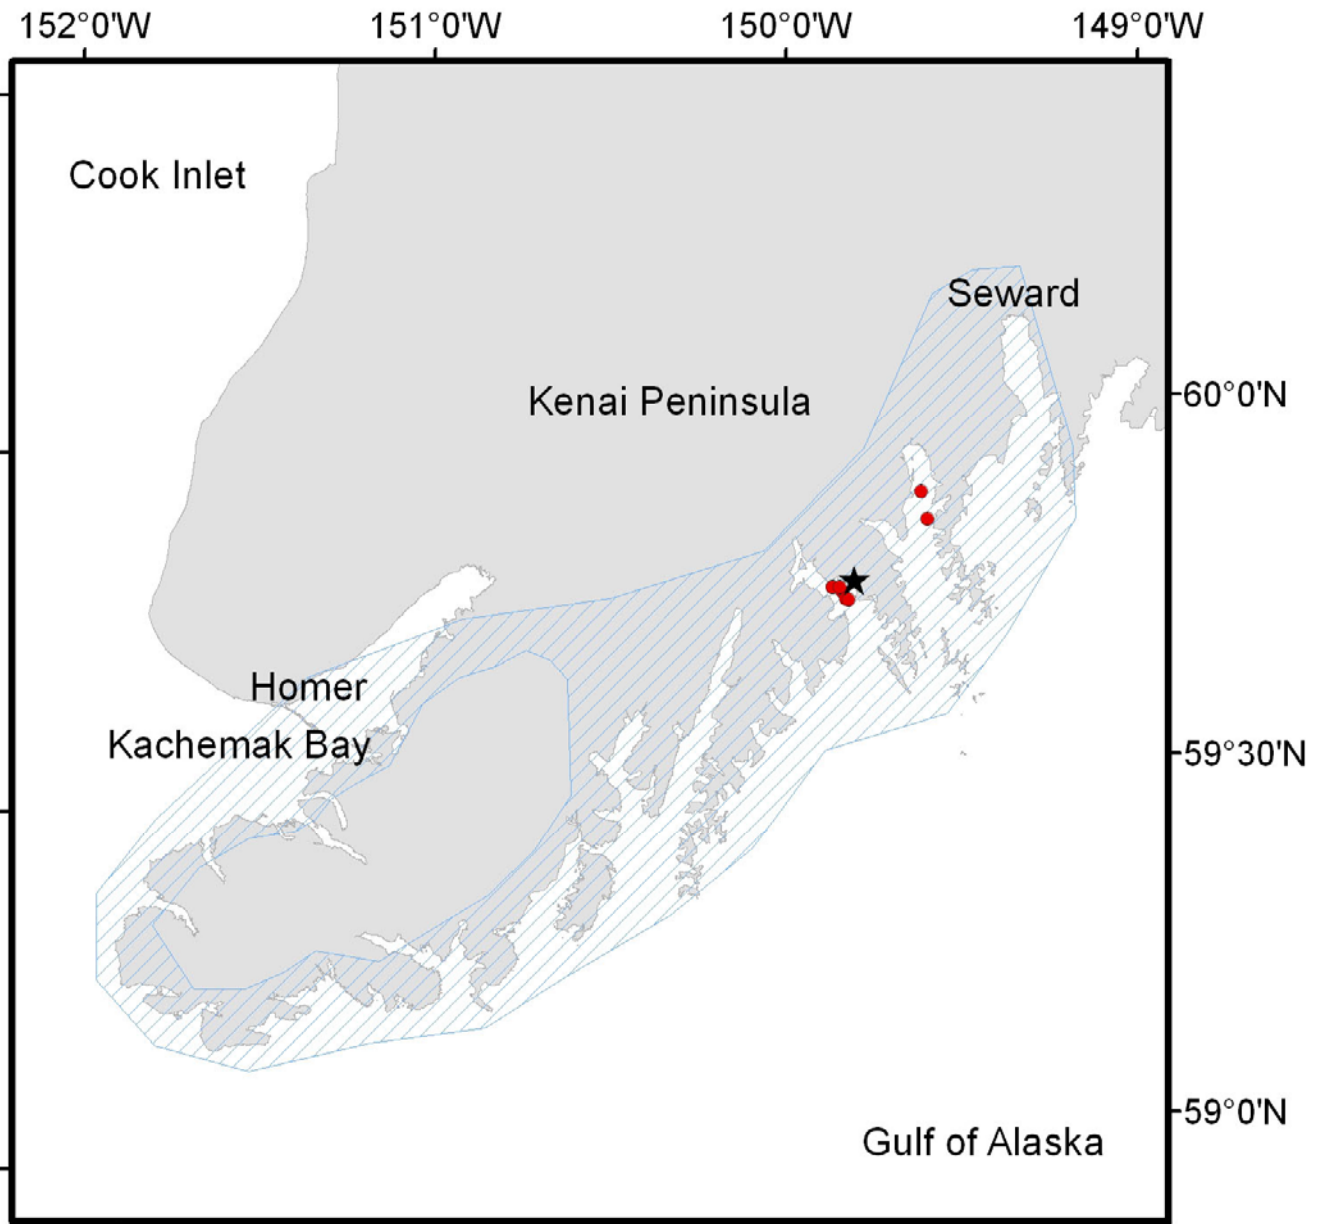 152°0'W 151°0'W 150°0'W 149°0'W
Cook Inlet
Seward
Kenai Peninsula
60°0'N
Homer
Kachemak Bay
59°30'N
59°0'N
Gulf of Alaska